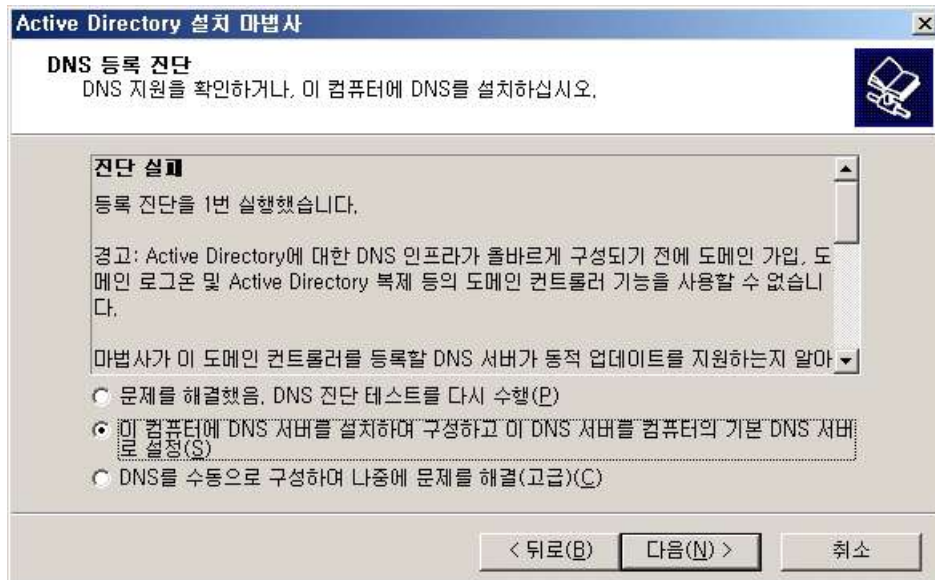 Active Directory 설치 마법사
DNS 등록 진단
DNS 지원을 확인하거나, 이 컴퓨터에 DNS를 설치하십시오.
진단 실패
등록 진단을 1번 실행했습니다.
경고: Active Directory에 대한 DNS 인프라가 올바르게 구성되기 전에 도메인 가입, 도
메인 로그온 및 Active Directory 복제 등의 도메인 컨트롤러 기능을 사용할 수 없습니
다.
마법사가 이 도메인 컨트롤러를 등록할 DNS 서버가 동적 업데이트를 지원하는지 알아
문제를 해결했음. DNS 진단 테스트를 다시 수행(P)
이 컴퓨터에 DNS 서버를 설치하여 구성하고 이 DNS 서버를 컴퓨터의 기본 DNS 서버
로 설정(S)
DNS를 수동으로 구성하여 나중에 문제를 해결(고급)(C)
< 뒤로(B)
다음(N) >
취소